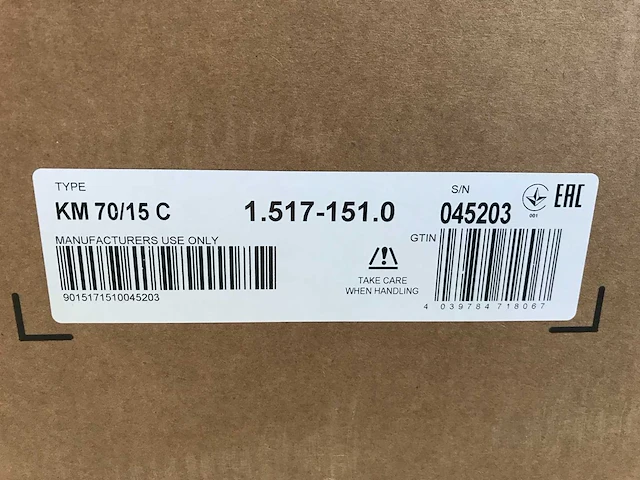 TYPE
KM 70/15 C
1.517-151.0
S/N
045203
001
EAC
MANUFACTURERS USE ONLY
9015171510045203
TAKE CARE
WHEN HANDLING
GTIN
4 039784 718067